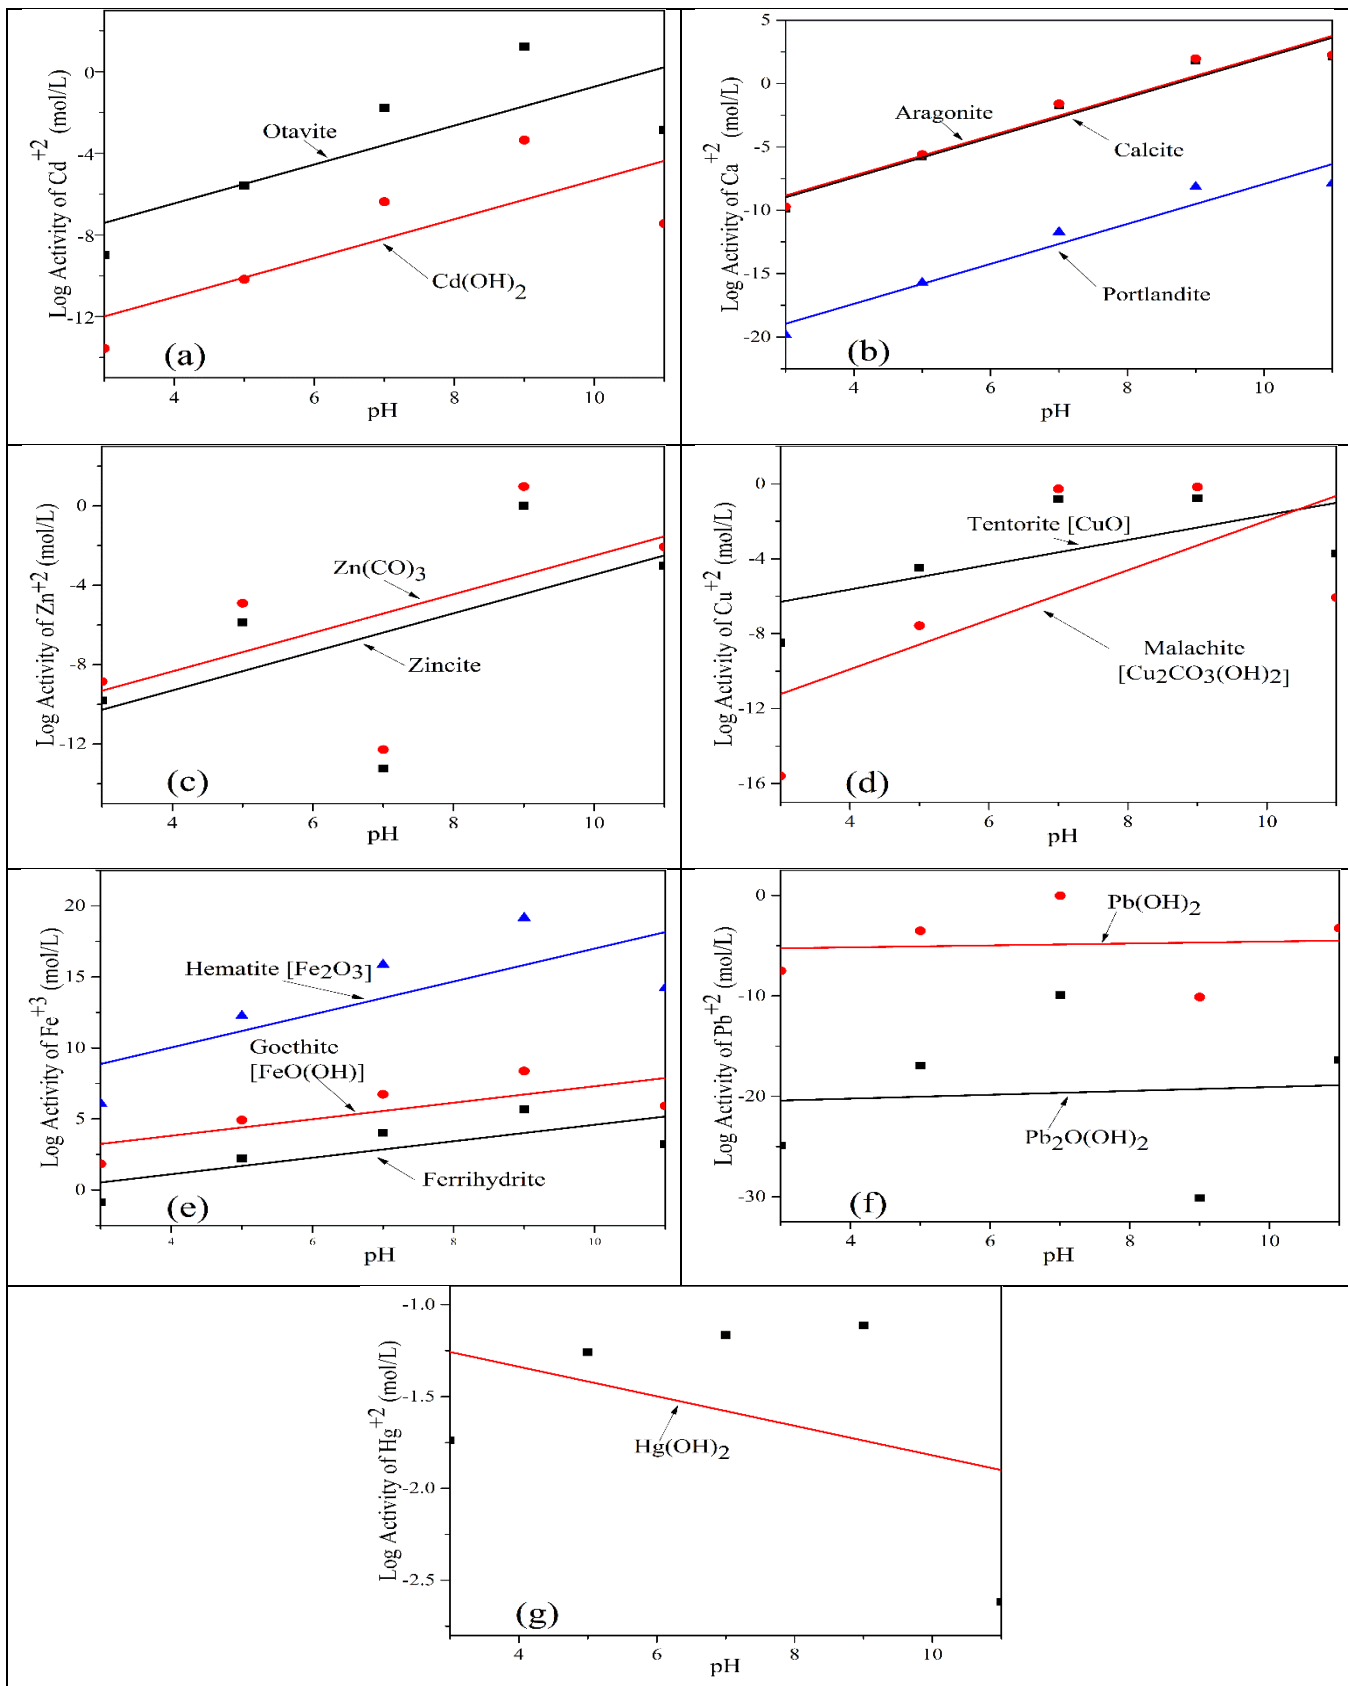 Log Activity of Cd+2 (mol/L)
0
-4
-8
-12
Otavite
Cd(OH)2
(a)
4 6 8 10
pH
Log Activity of Ca+2 (mol/L)
5
0
-5
-10
-15
-20
Aragonite
Calcite
Portlandite
(b)
4 6 8 10
pH
Log Activity of Zn+2 (mol/L)
0
-4
-8
-12
Zn(CO)3
Zincite
(c)
4 6 8 10
pH
Log Activity of Cu+2 (mol/L)
0
-4
-8
-12
-16
Tentorite [CuO]
Malachite
[Cu2CO3(OH)2]
(d)
4 6 8 10
pH
Log Activity of Fe+3 (mol/L)
20
15
10
5
0
Hematite [Fe2O3]
Goethite
[FeO(OH)]
Ferrihydrite
(e)
4 6 8 10
pH
Log Activity of Pb+2 (mol/L)
0
-10
-20
-30
Pb(OH)2
Pb2O(OH)2
(f)
4 6 8 10
pH
Log Activity of Hg+2 (mol/L)
-1.0
-1.5
-2.0
-2.5
Hg(OH)2
(g)
4 6 8 10
pH